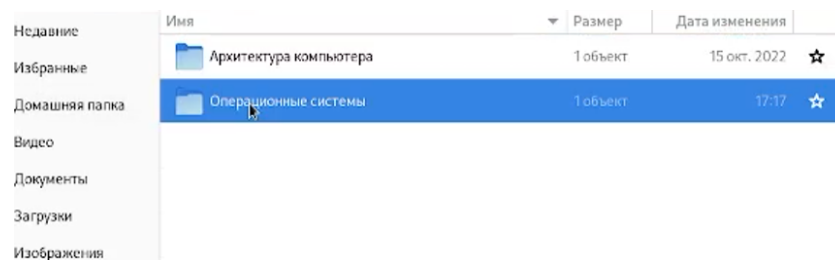 Недавние
Избранные
Домашняя папка
Видео
Документы
Загрузки
Изображения
Имя Размер Дата изменения
Архитектура компьютера 1 объект 15 окт. 2022
Операционные системы 1 объект 17:17